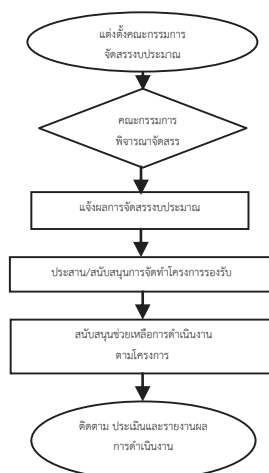 แต่งตั้งคณะกรรมการ
จัดสรรงบประมาณ
คณะกรรมการ
พิจารณาจัดสรร
แจ้งผลการจัดสรรงบประมาณ
ประสาน/สนับสนุนการจัดทำโครงการรองรับ
สนับสนุนช่วยเหลือการดำเนินงาน
ตามโครงการ
ติดตาม ประเมินและรายงานผล
การดำเนินงาน